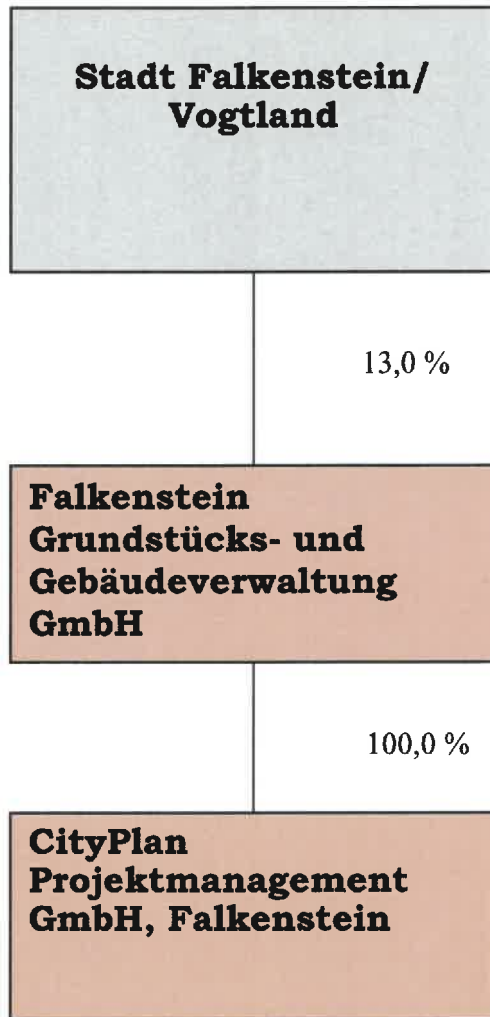 Stadt Falkenstein/
Vogtland
13,0 %
Falkenstein
Grundstücks- und
Gebäudeverwaltung
GmbH
100,0 %
CityPlan
Projektmanagement
GmbH, Falkenstein